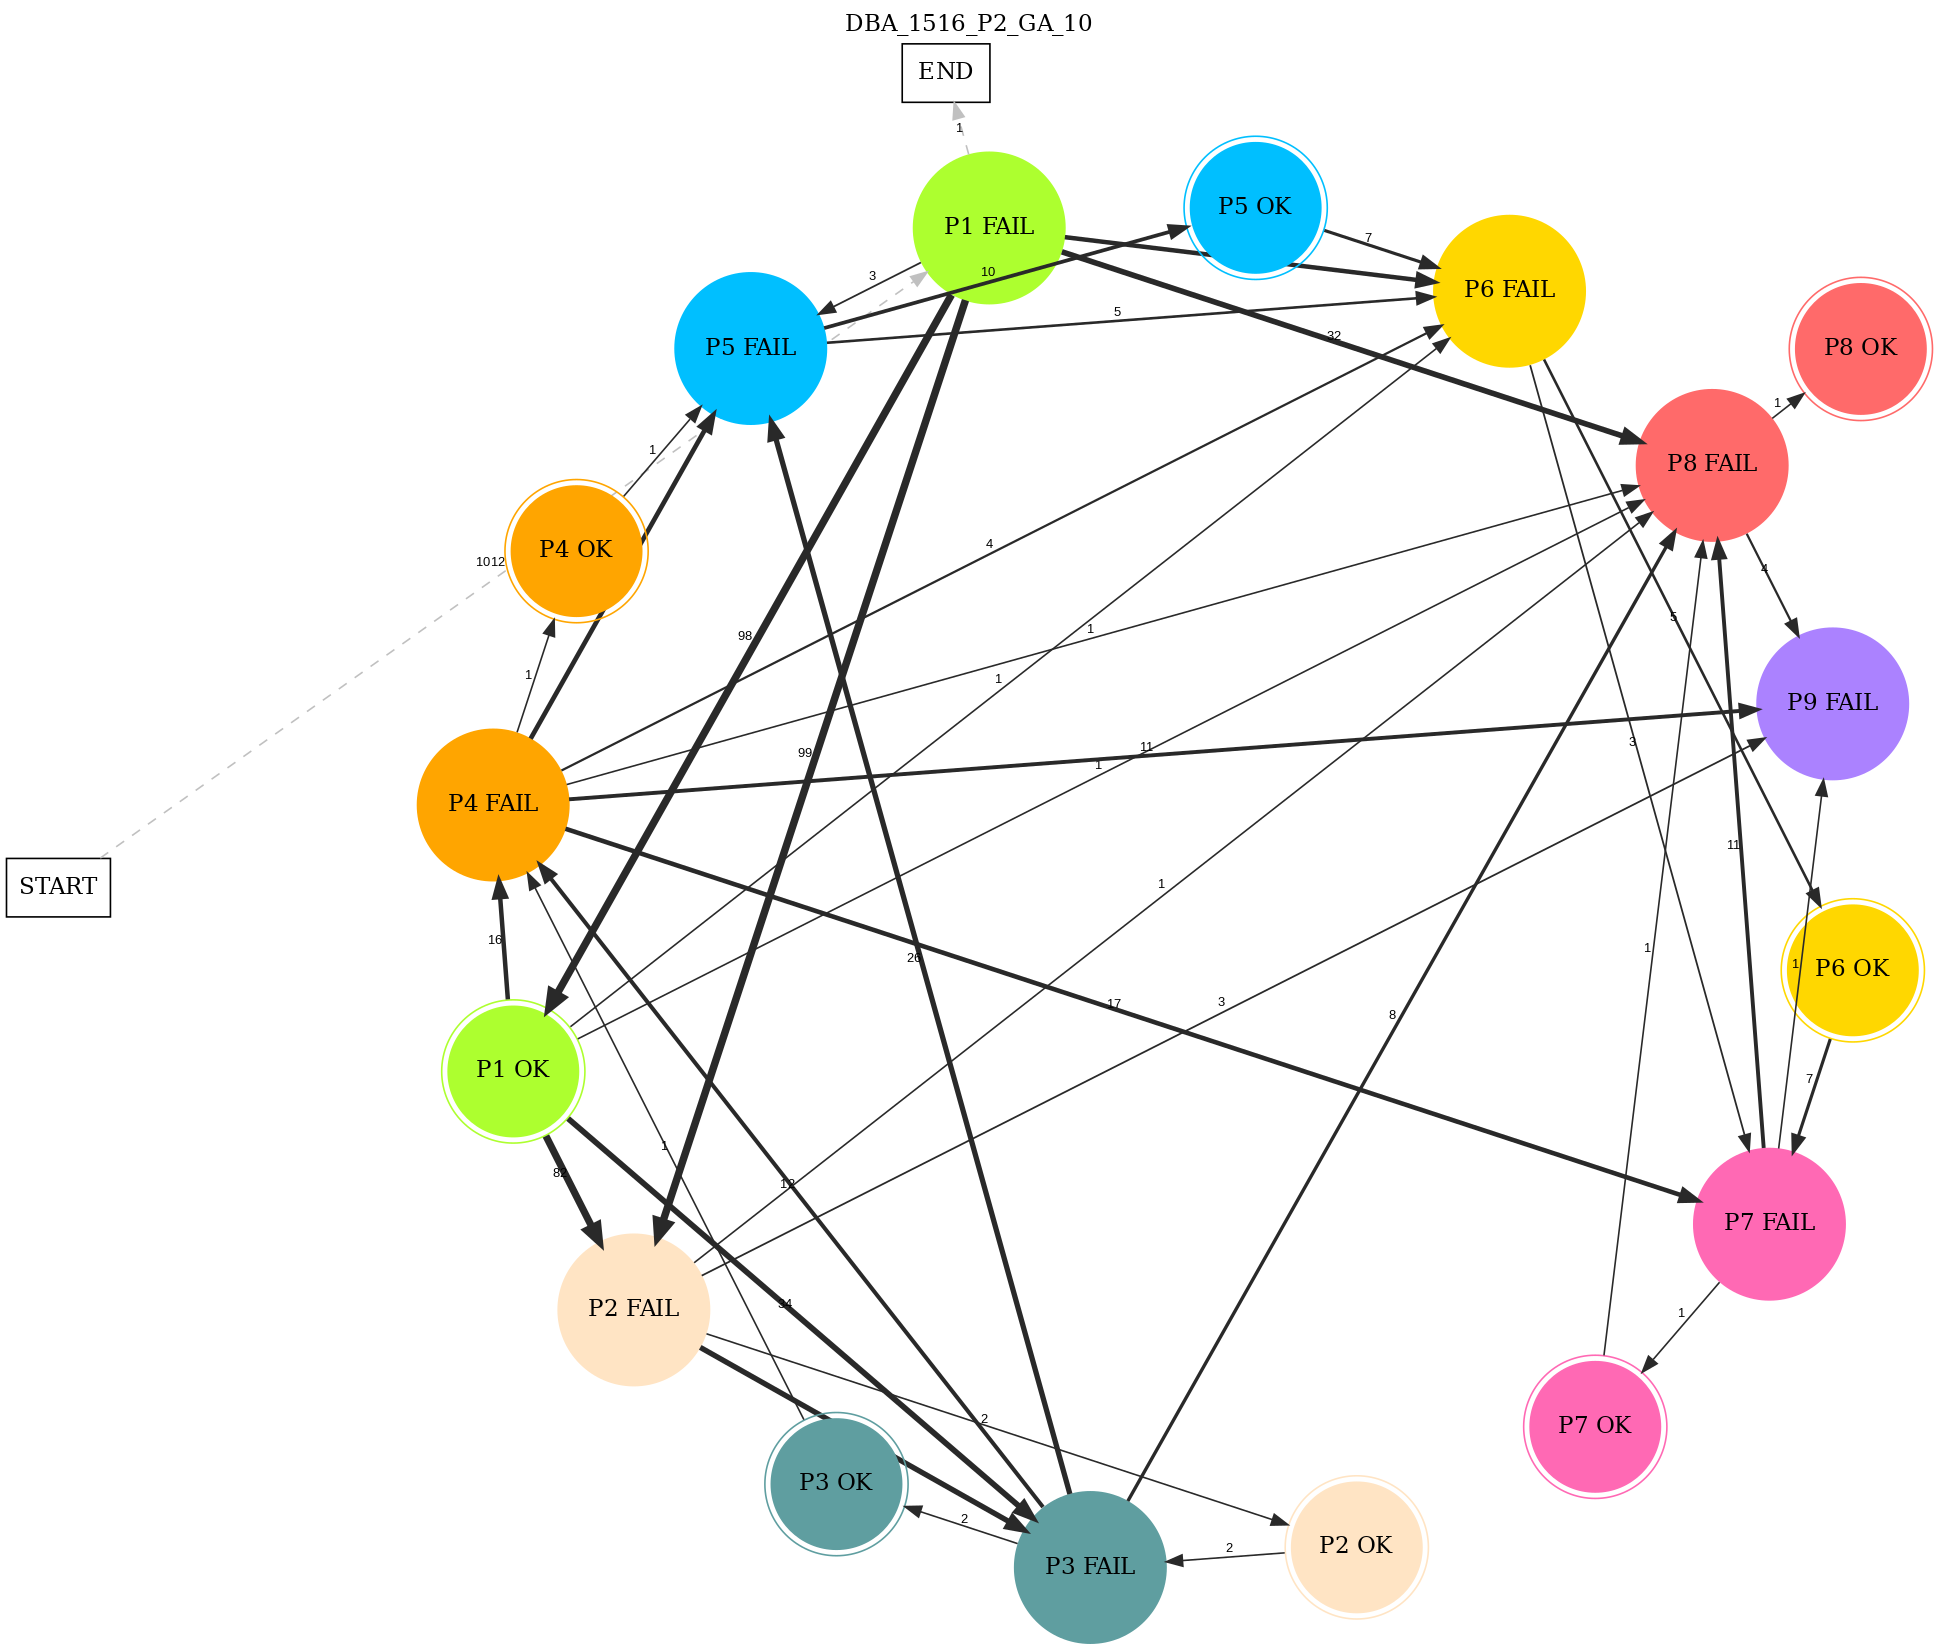 DBA_1516_P2_GA_10
END
1
P5 OK
P1 FAIL
7
3
10
P6 FAIL
5
32
P5 FAIL
P8 OK
1
1
P8 FAIL
P4 OK
1012
4
4
5
1
98
1
1
P9 FAIL
3
99
11
1
P4 FAIL
11
1
START
16
1
1
26
P6 OK
3
17
8
P1 OK
7
1
82
12
P7 FAIL
34
P2 FAIL
1
2
P7 OK
P3 OK
2
2
P2 OK
P3 FAIL